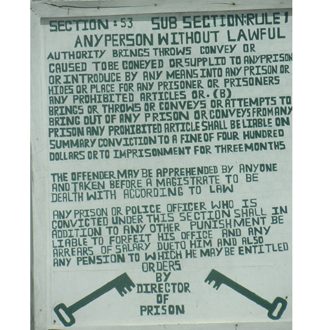 SECTION:53 SUB SECTION:RULE 1
ANY PERSON WITHOUT LAWFUL
AUTHORITY BRINGS THROWS CONVEY OR
CAUSED TO BE CONEYED OR SUPPLIO TO ANY PRISON
OR INTRODUCE BY ANY MEANS INTO ANY PRISON OR
HIDES OR PLACE FOR ANY PRISONER OR PRISONERS
ANY PROHIBITED ARTICLES OR. (B)
BRINGS OR THROWS OR CONVEYS OR ATTEMPTS TO
BRING OUT OF ANY PRISON OR CONVEYS FROM ANY
PRISON ANY PROHIBITED ARTICLE SHALL BE LIABLE ON
SUMMARY CONVICTION TO A FINE OF FOUR HUNDRED
DOLLARS OR TO IMPRISONMENT FOR THREE MONTHS
THE OFFENDER MAY BE APPREHENDED BY ANYONE
AND TAKEN BEFORE A MAGISTRATE TO BE
DEALTH WITH ACCORDING TO LAW
ANY PRISON OR POLICE OFFICER WHO IS
CONVICTED UNDER THIS SECTION SHALL IN
ADDITION TO ANY OTHER PUNISHMENT BE
LIABLE TO FORFEIT HIS OFFICE AND ANY
ARREARS OF SALARY DUE TO HIM AND ALSO
ANY PENSION TO WHICH HE MAY BE ENTITLED
ORDERS
BY
DIRECTOR
OF
PRISON